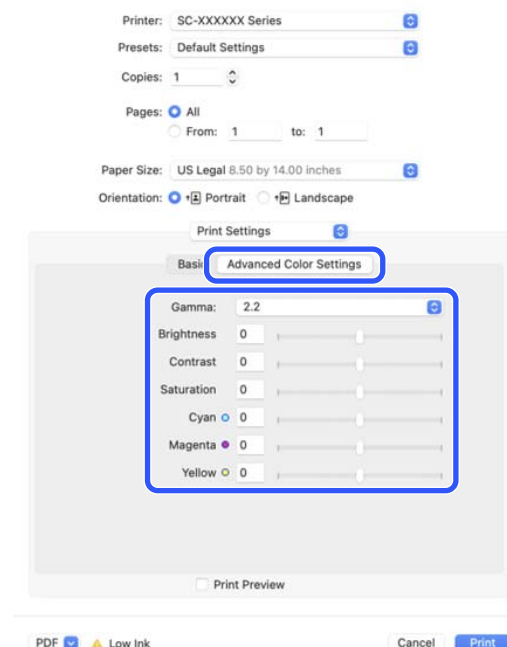 Printer: SC-XXXXXX Series
Presets: Default Settings
Copies: 1
Pages: All
From: 1 to: 1
Paper Size: US Legal 8.50 by 14.00 inches
Orientation: Portrait Landscape
Print Settings
Basic Advanced Color Settings
Gamma: 2.2
Brightness 0
Contrast 0
Saturation 0
Cyan 0
Magenta 0
Yellow 0
Print Preview
PDF Low Ink Cancel Print